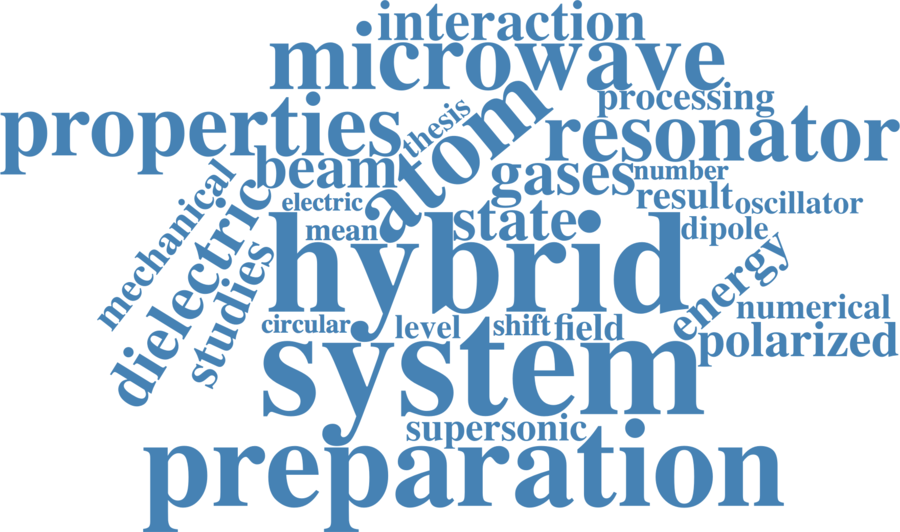 interaction
microwave
processing
properties
thesis
atom
resonator
beam
gases
number
mechanical
electric
result
oscillator
dielectric
mean
state
dipole
hybrid
studies
energy
numerical
circular
level
shift
field
polarized
system
supersonic
preparation